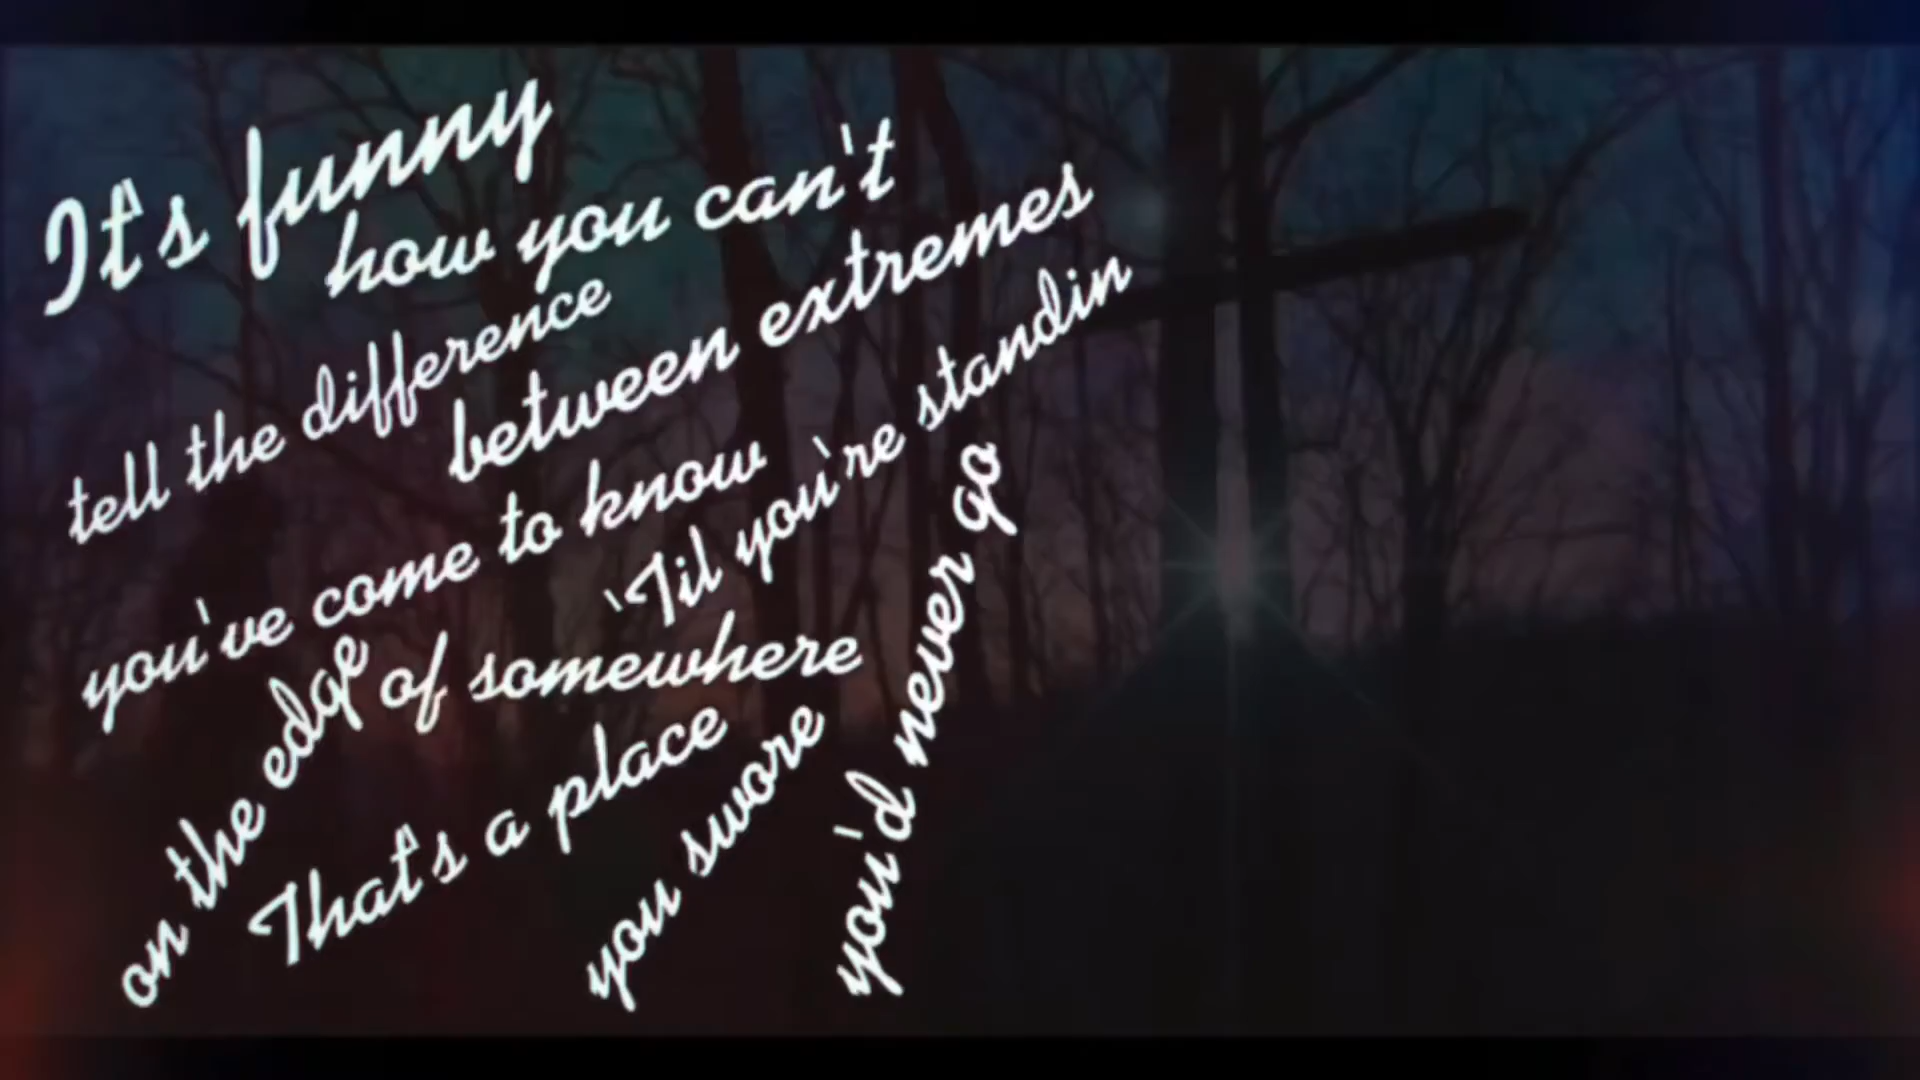 It's funny
how you can't
tell the difference
between extremes
you've come to know
'Til you're standin
on the edge of somewhere
That's a place
you swore
you'd never go